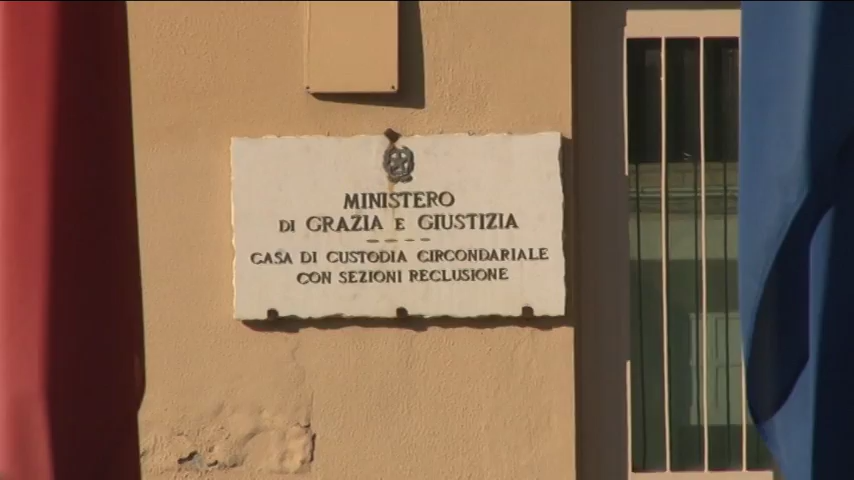 MINISTERO
DI GRAZIA E GIUSTIZIA
CASA DI CUSTODIA CIRCONDARIALE
CON SEZIONI RECLUSIONE